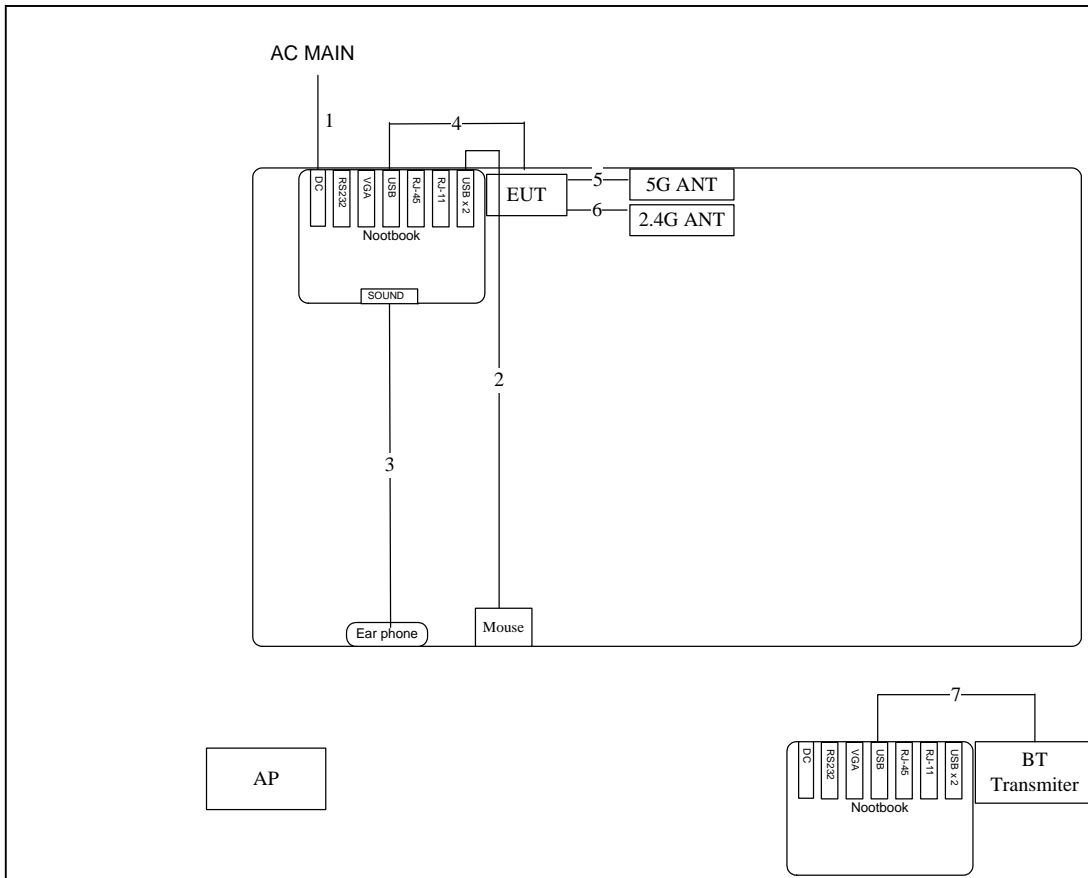 AC MAIN
1
4
DC
RS232
VGA
USB
RJ-45
RJ-11
USB x 2
Nootbook
EUT
5
5G ANT
6
2.4G ANT
SOUND
2
3
Ear phone
Mouse
7
AP
DC
RS232
VGA
USB
RJ-45
RJ-11
USB x 2
Nootbook
BT
Transmiter